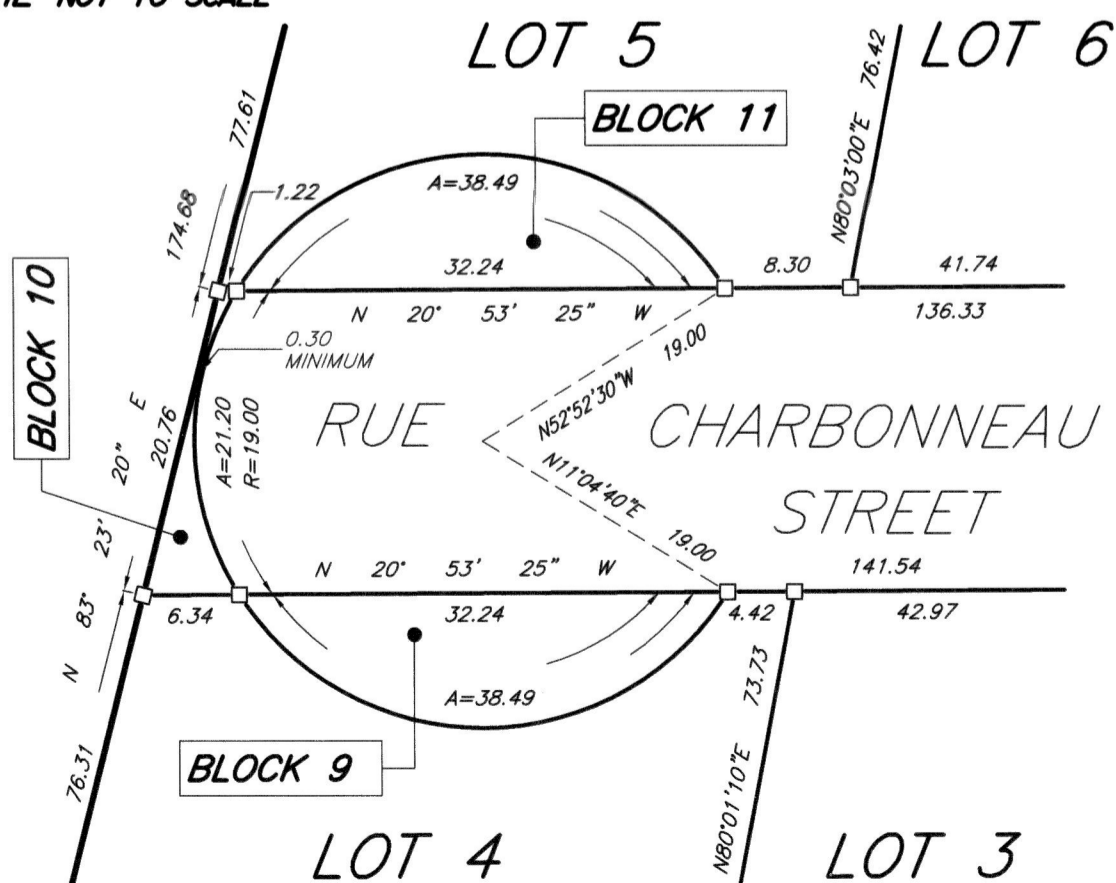 NOT TO SCALE
LOT 5
LOT 6
76.42
N80°03'00"E
77.61
BLOCK 11
A=38.49
174.68
1.22
32.24
8.30
41.74
N 20° 53' 25" W
136.33
BLOCK 10
0.30
MINIMUM
19.00
N52°52'30"W
RUE CHARBONNEAU
STREET
A=21.20
R=19.00
20.76
N 83° 23' 20" E
N11°04'40"E
19.00
N 20° 53' 25" W
141.54
6.34
32.24
4.42
42.97
A=38.49
73.73
N80°01'10"E
76.31
BLOCK 9
LOT 4
LOT 3